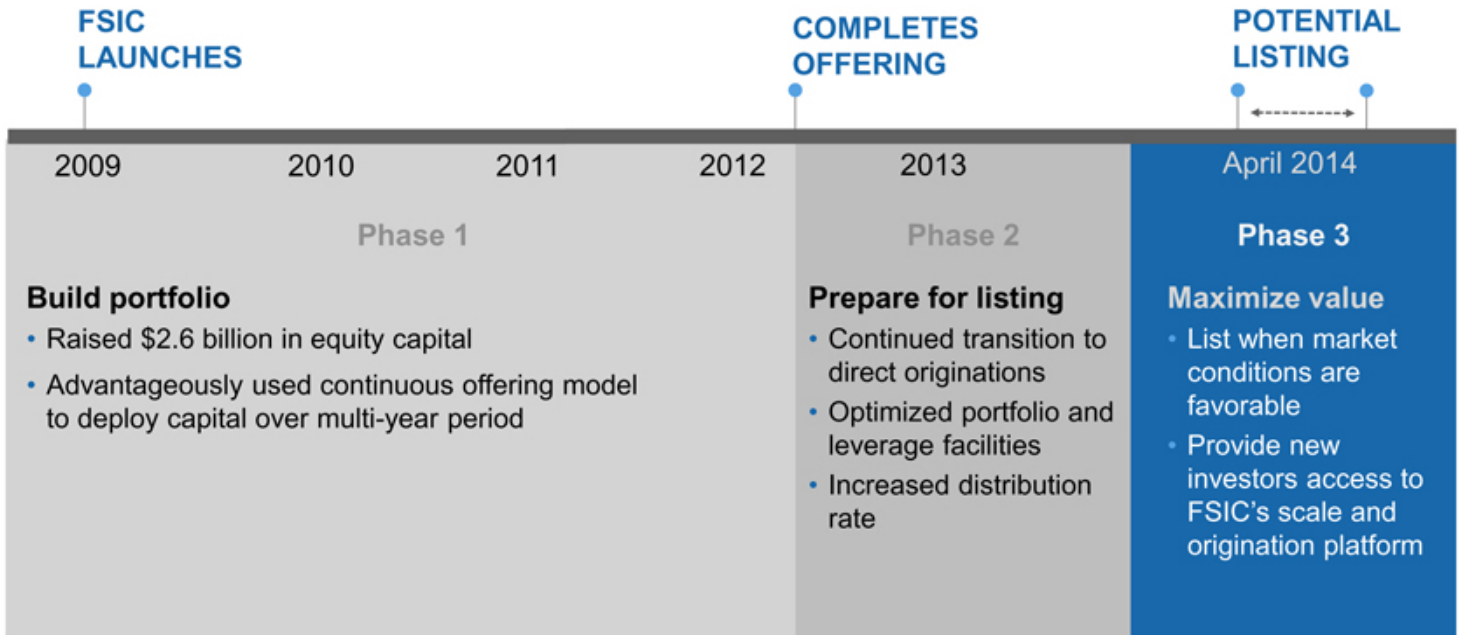 FSIC
LAUNCHES
COMPLETES
OFFERING
POTENTIAL
LISTING
2009
2010
2011
2012
2013
April 2014
Phase 1
Build portfolio
• Raised $2.6 billion in equity capital
• Advantageously used continuous offering model
to deploy capital over multi-year period
Phase 2
Prepare for listing
• Continued transition to
direct originations
• Optimized portfolio and
leverage facilities
• Increased distribution
rate
Phase 3
Maximize value
• List when market
conditions are
favorable
• Provide new
investors access to
FSIC’s scale and
origination platform